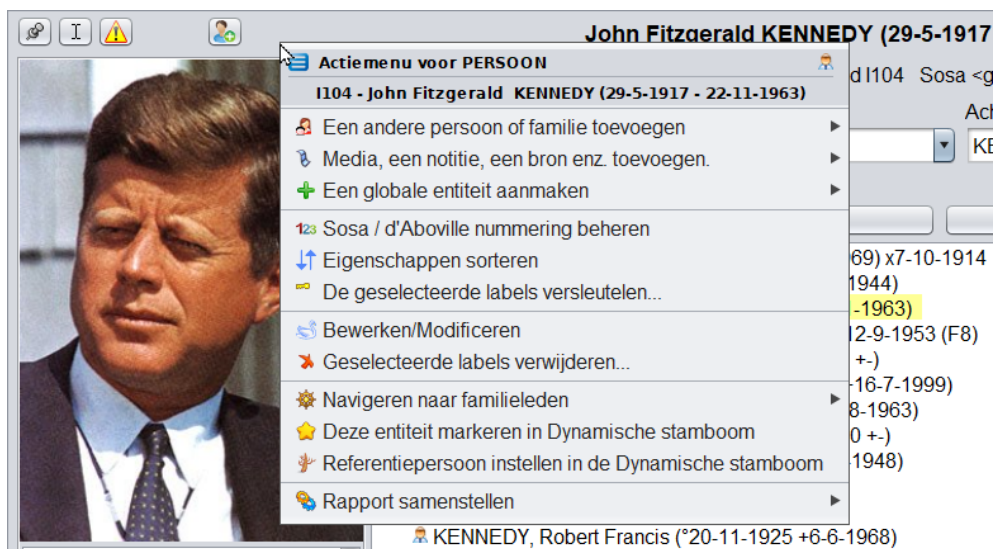 John Fitzgerald KENNEDY (29-5-1917
Actiemenu voor PERSOON
I104 - John Fitzgerald KENNEDY (29-5-1917 - 22-11-1963)
d I104 Sosa <g
Ach
KE
Een andere persoon of familie toevoegen
Media, een notitie, een bron enz. toevoegen.
Een globale entiteit aanmaken
123 Sosa / d'Aboville nummering beheren
Eigenschappen sorteren
De geselecteerde labels versleutelen...
Bewerken/Modificeren
Geselecteerde labels verwijderen...
Navigeren naar familieleden
Deze entiteit markeren in Dynamische stamboom
Referentiepersoon instellen in de Dynamische stamboom
Rapport samenstellen
69) x7-10-1914
1944)
-1963)
12-9-1953 (F8)
+-)
16-7-1999)
8-1963)
0 +-)
1948)
KENNEDY, Robert Francis (°20-11-1925 +6-6-1968)